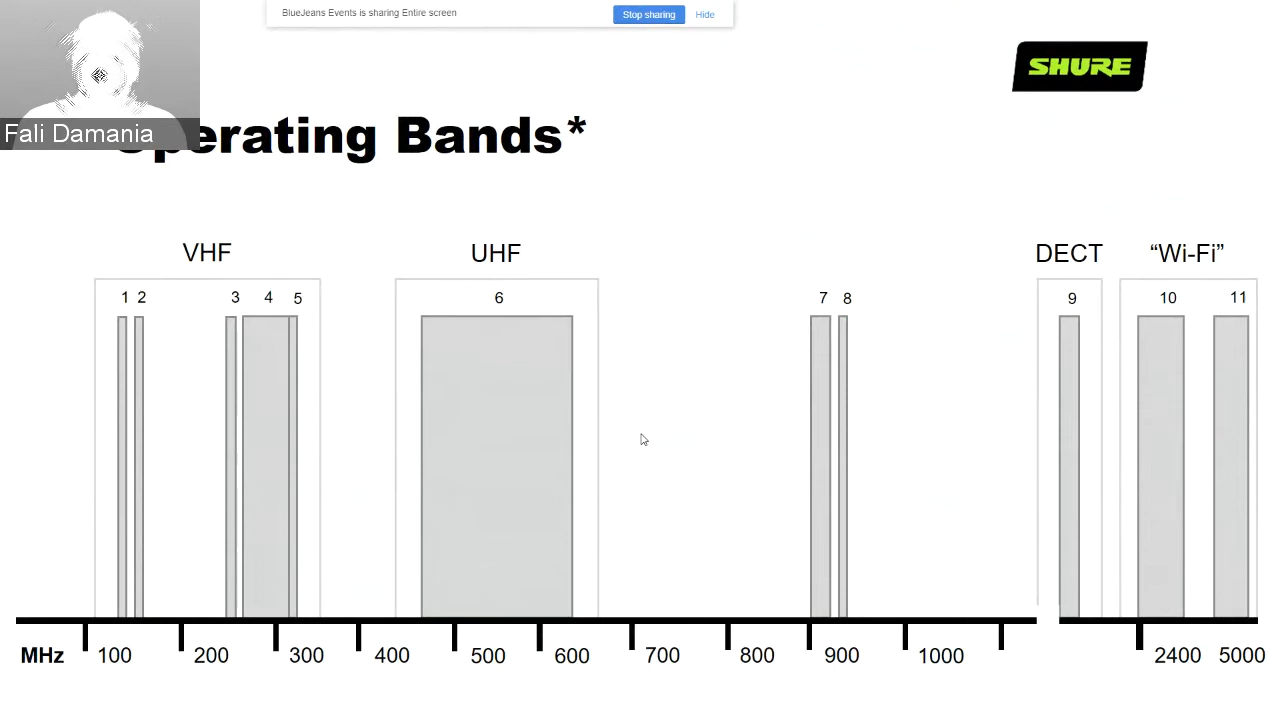 BlueJeans Events is sharing Entire screen Stop sharing Hide
SHURE
Fali Damania
Operating Bands*
VHF UHF DECT “Wi-Fi”
1 2 3 4 5 6 7 8 9 10 11
MHz 100 200 300 400 500 600 700 800 900 1000 2400 5000